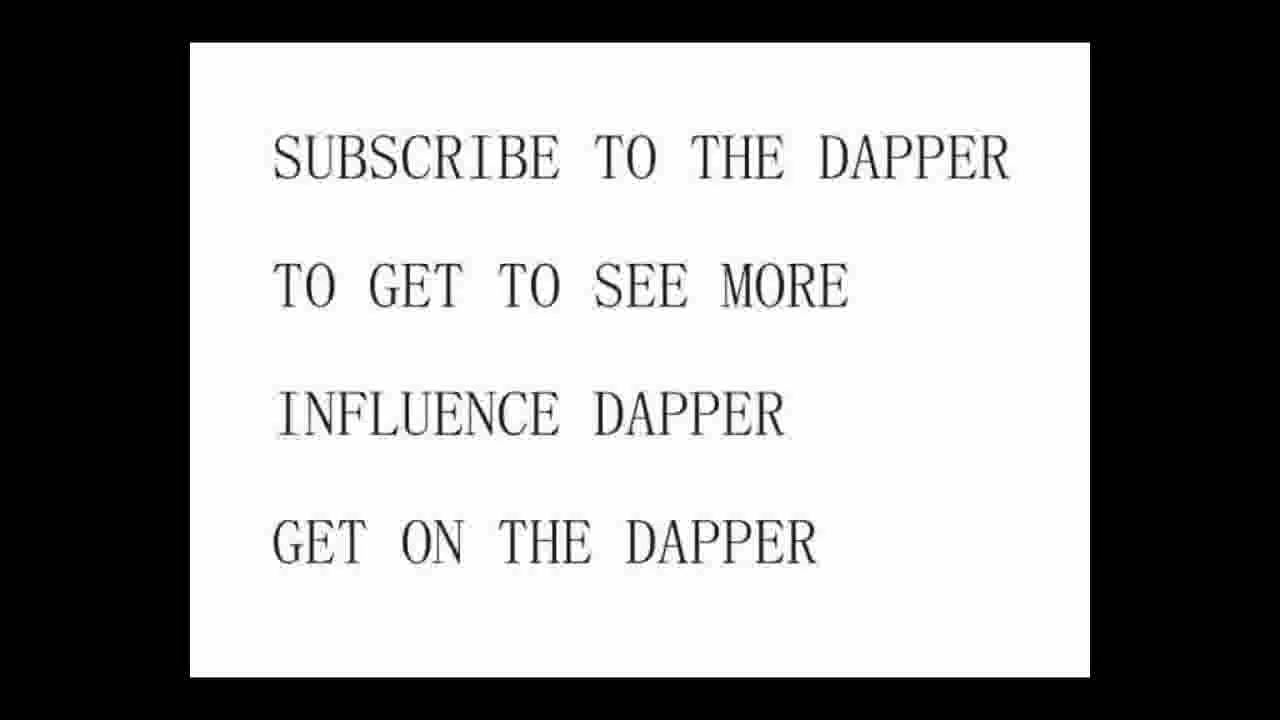 SUBSCRIBE TO THE DAPPER
TO GET TO SEE MORE
INFLUENCE DAPPER
GET ON THE DAPPER